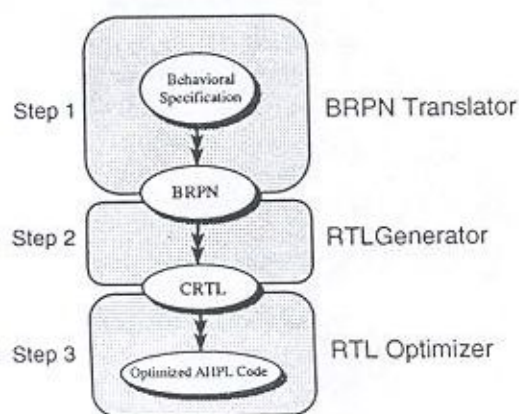 Behavioral
Specification
Step 1
BRPN Translator
BRPN
Step 2
RTLGenerator
CRTL
Step 3
RTL Optimizer
Optimized AHPL Code